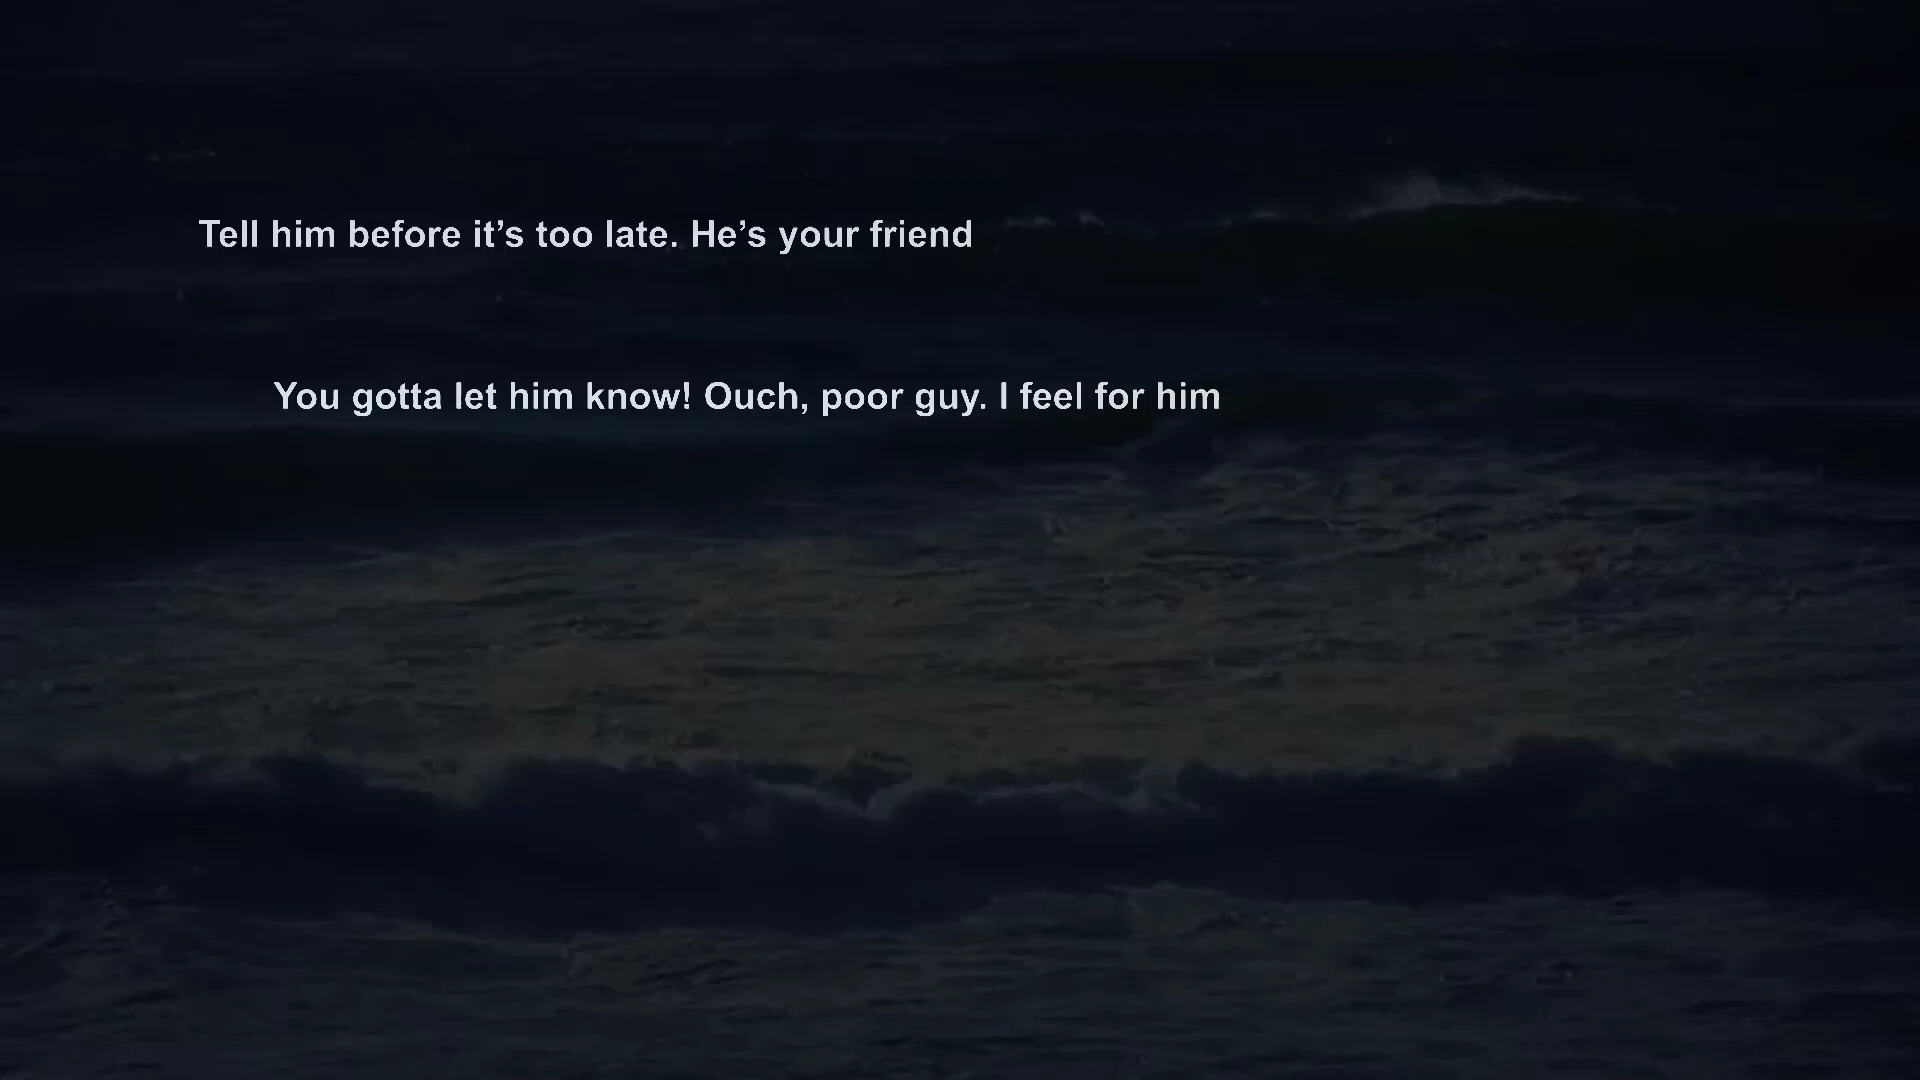 Tell him before it’s too late. He’s your friend
You gotta let him know! Ouch, poor guy. I feel for him